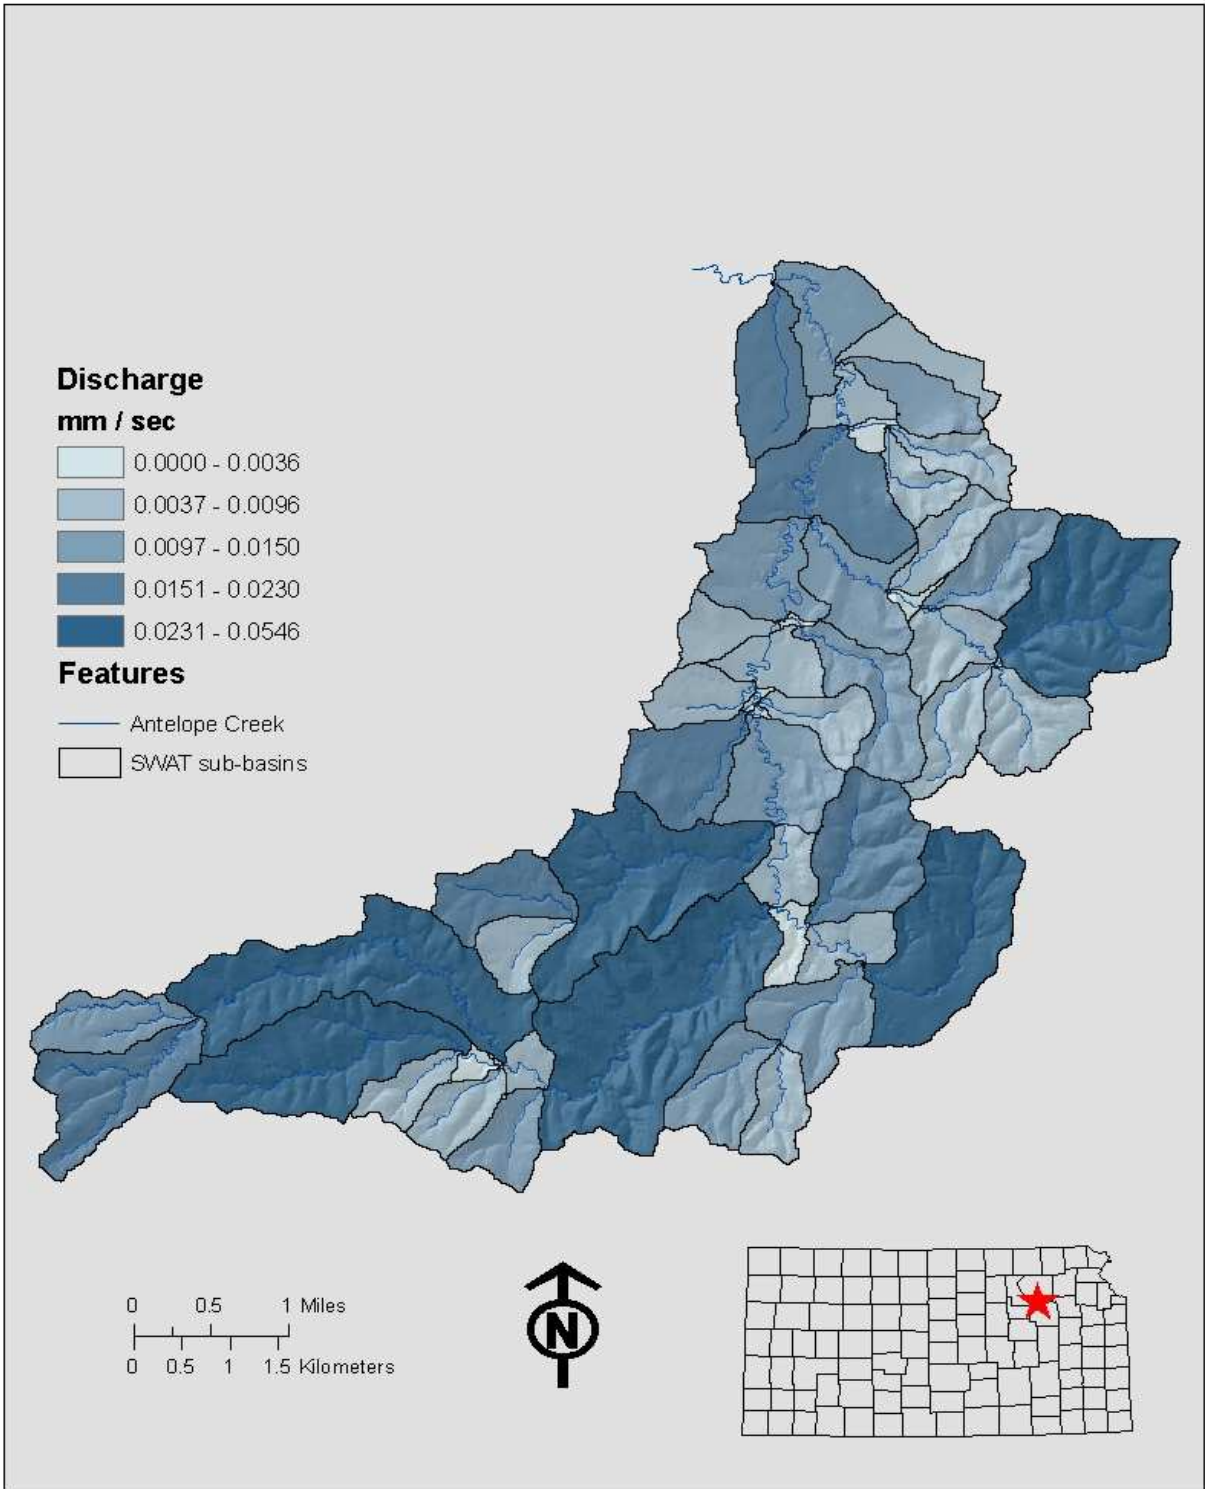 Discharge
mm / sec
0.0000 - 0.0036
0.0037 - 0.0096
0.0097 - 0.0150
0.0151 - 0.0230
0.0231 - 0.0546
Features
Antelope Creek
SWAT sub-basins
0 0.5 1 Miles
0 0.5 1 1.5 Kilometers
N